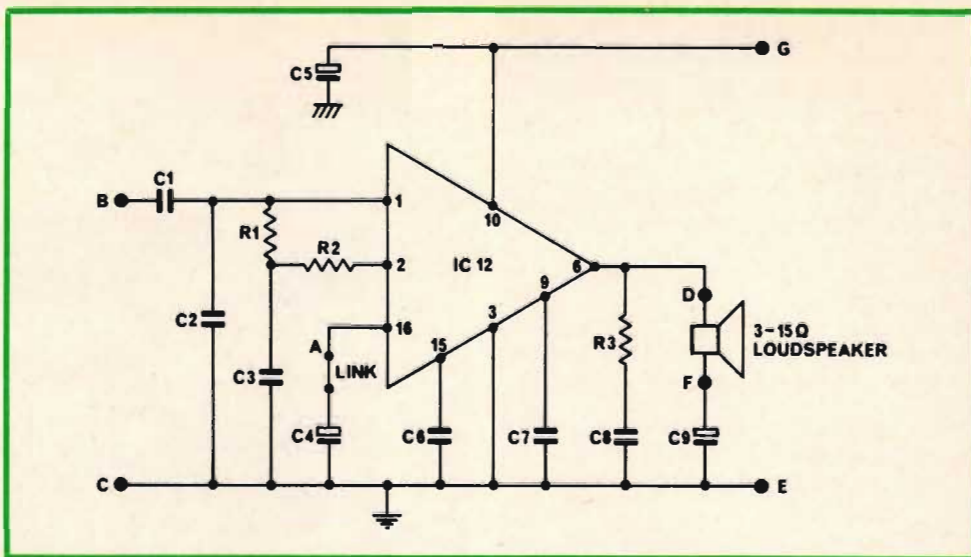 C5
G
B
C1
1
10
R1
R2
2
IC 12
6
D
9
3-15Ω
LOUDSPEAKER
16
3
R3
A
15
LINK
C2
F
C3
C4
C6
C7
C8
C9
C
E